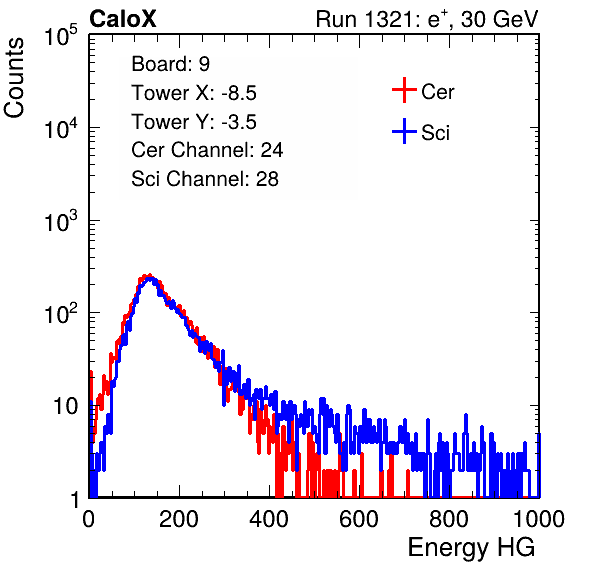 CaloX Run 1321: e⁺, 30 GeV
Counts
Board: 9
Tower X: -8.5
Tower Y: -3.5
Cer Channel: 24
Sci Channel: 28
Cer
Sci
10⁵
10⁴
10³
10²
10
1
0 200 400 600 800 1000
Energy HG